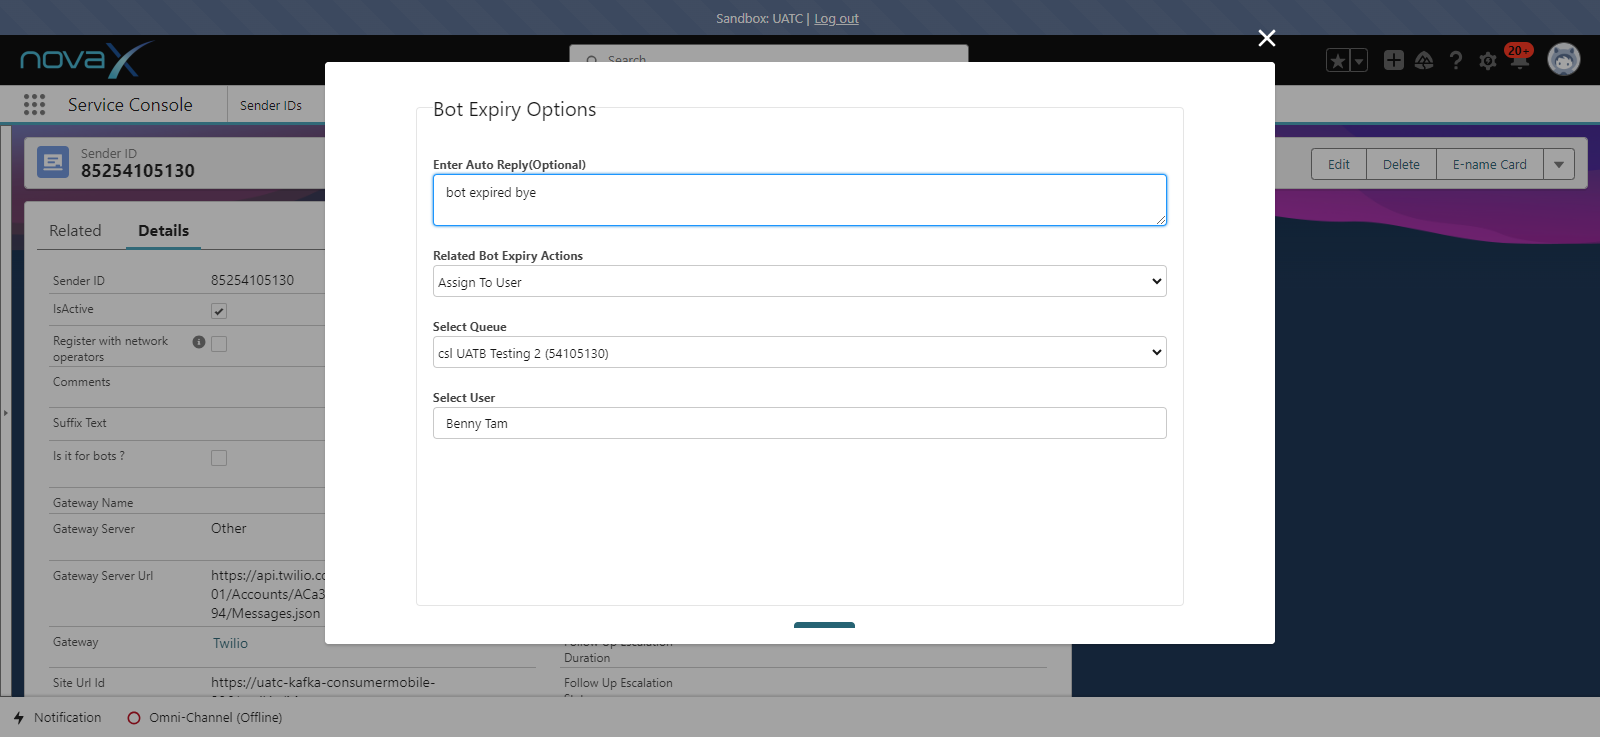 Sandbox: UATC | Log out
novaX
Search
20+
Service Console
Sender IDs
Sender ID
85254105130
Edit
Delete
E-name Card
Related
Details
Sender ID
85254105130
IsActive
Register with network
operators
Comments
Suffix Text
Is it for bots ?
Gateway Name
Gateway Server
Other
Gateway Server Url
https://api.twilio.co
01/Accounts/ACa3
94/Messages.json
Gateway
Twilio
Site Url Id
https://uatc-kafka-consumermobile-
Bot Expiry Options
Enter Auto Reply(Optional)
bot expired bye
Related Bot Expiry Actions
Assign To User
Select Queue
csl UATB Testing 2 (54105130)
Select User
Benny Tam
Follow Up Escalation
Duration
Follow Up Escalation
Notification
Omni-Channel (Offline)